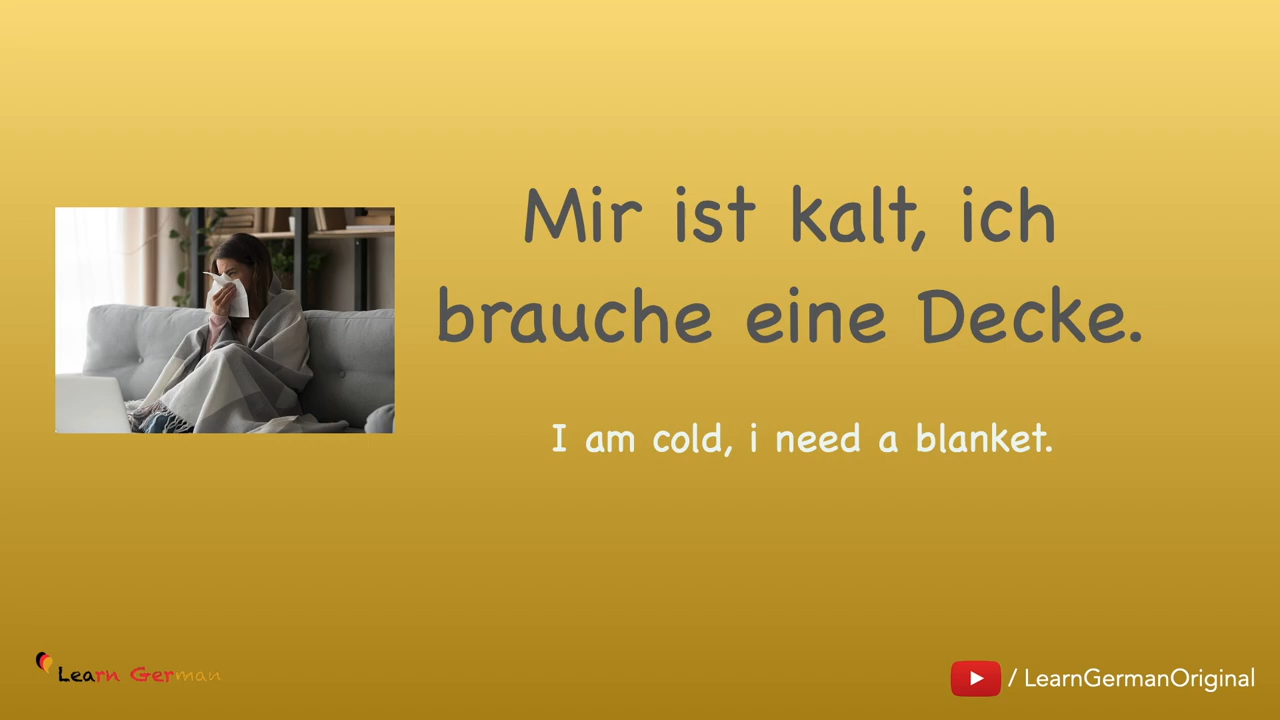 Mir ist kalt, ich
brauche eine Decke.
I am cold, i need a blanket.
Learn German
/ LearnGermanOriginal